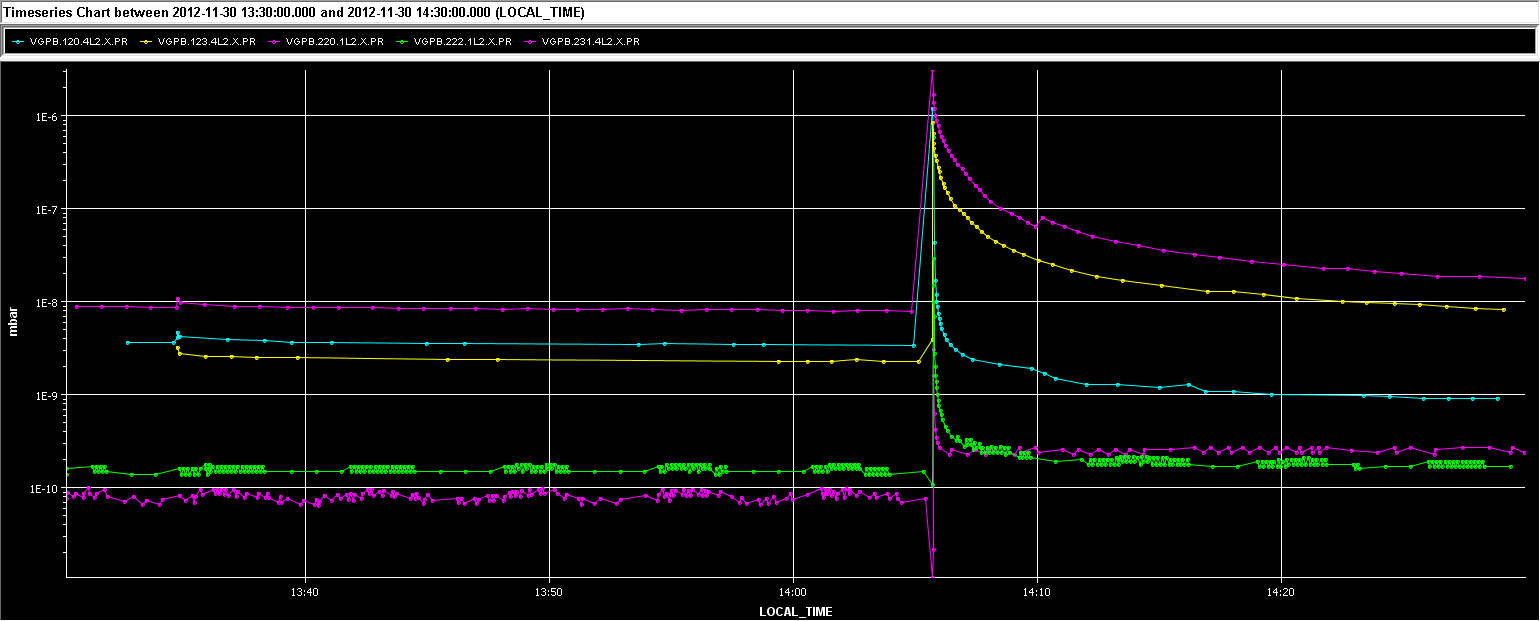 Timeseries Chart between 2012-11-30 13:30:00.000 and 2012-11-30 14:30:00.000 (LOCAL_TIME)
VGPB.120.4L2.X.PR VGPB.123.4L2.X.PR VGPB.220.1L2.X.PR VGPB.222.1L2.X.PR VGPB.231.4L2.X.PR
1E-6
1E-7
1E-8
mbar
1E-9
1E-10
13:40 13:50 14:00 14:10 14:20
LOCAL_TIME